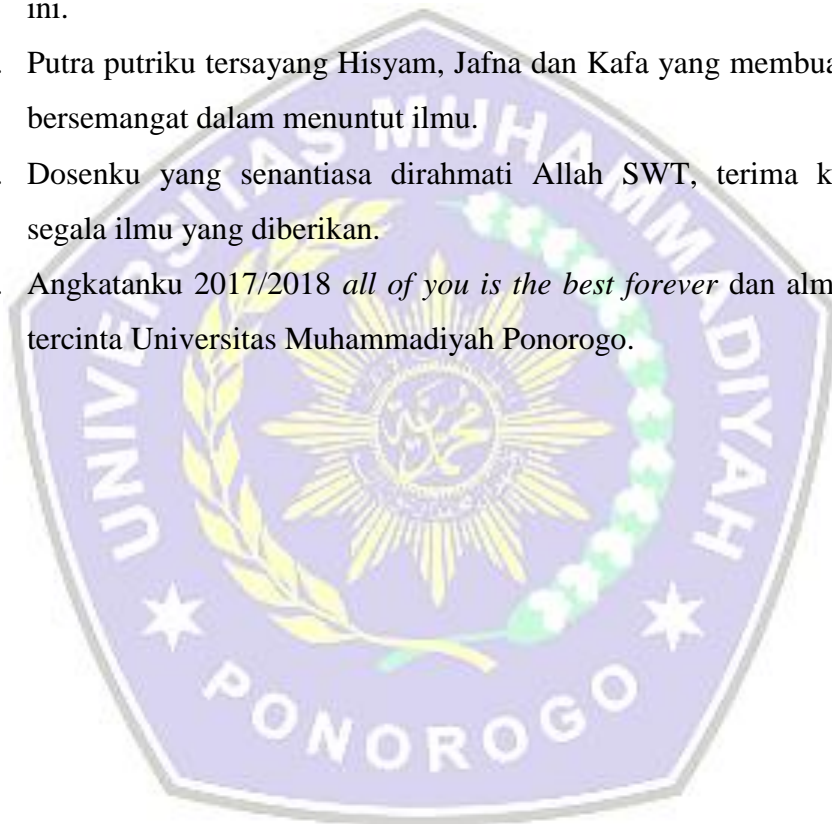 ini.
. Putra putriku tersayang Hisyam, Jafna dan Kafa yang membua
bersemangat dalam menuntut ilmu.
. Dosenku yang senantiasa dirahmati Allah SWT, terima k
segala ilmu yang diberikan.
. Angkatanku 2017/2018 all of you is the best forever dan alm
tercinta Universitas Muhammadiyah Ponorogo.
UNIVERSITAS MUHAMMADIYAH
PONOROGO